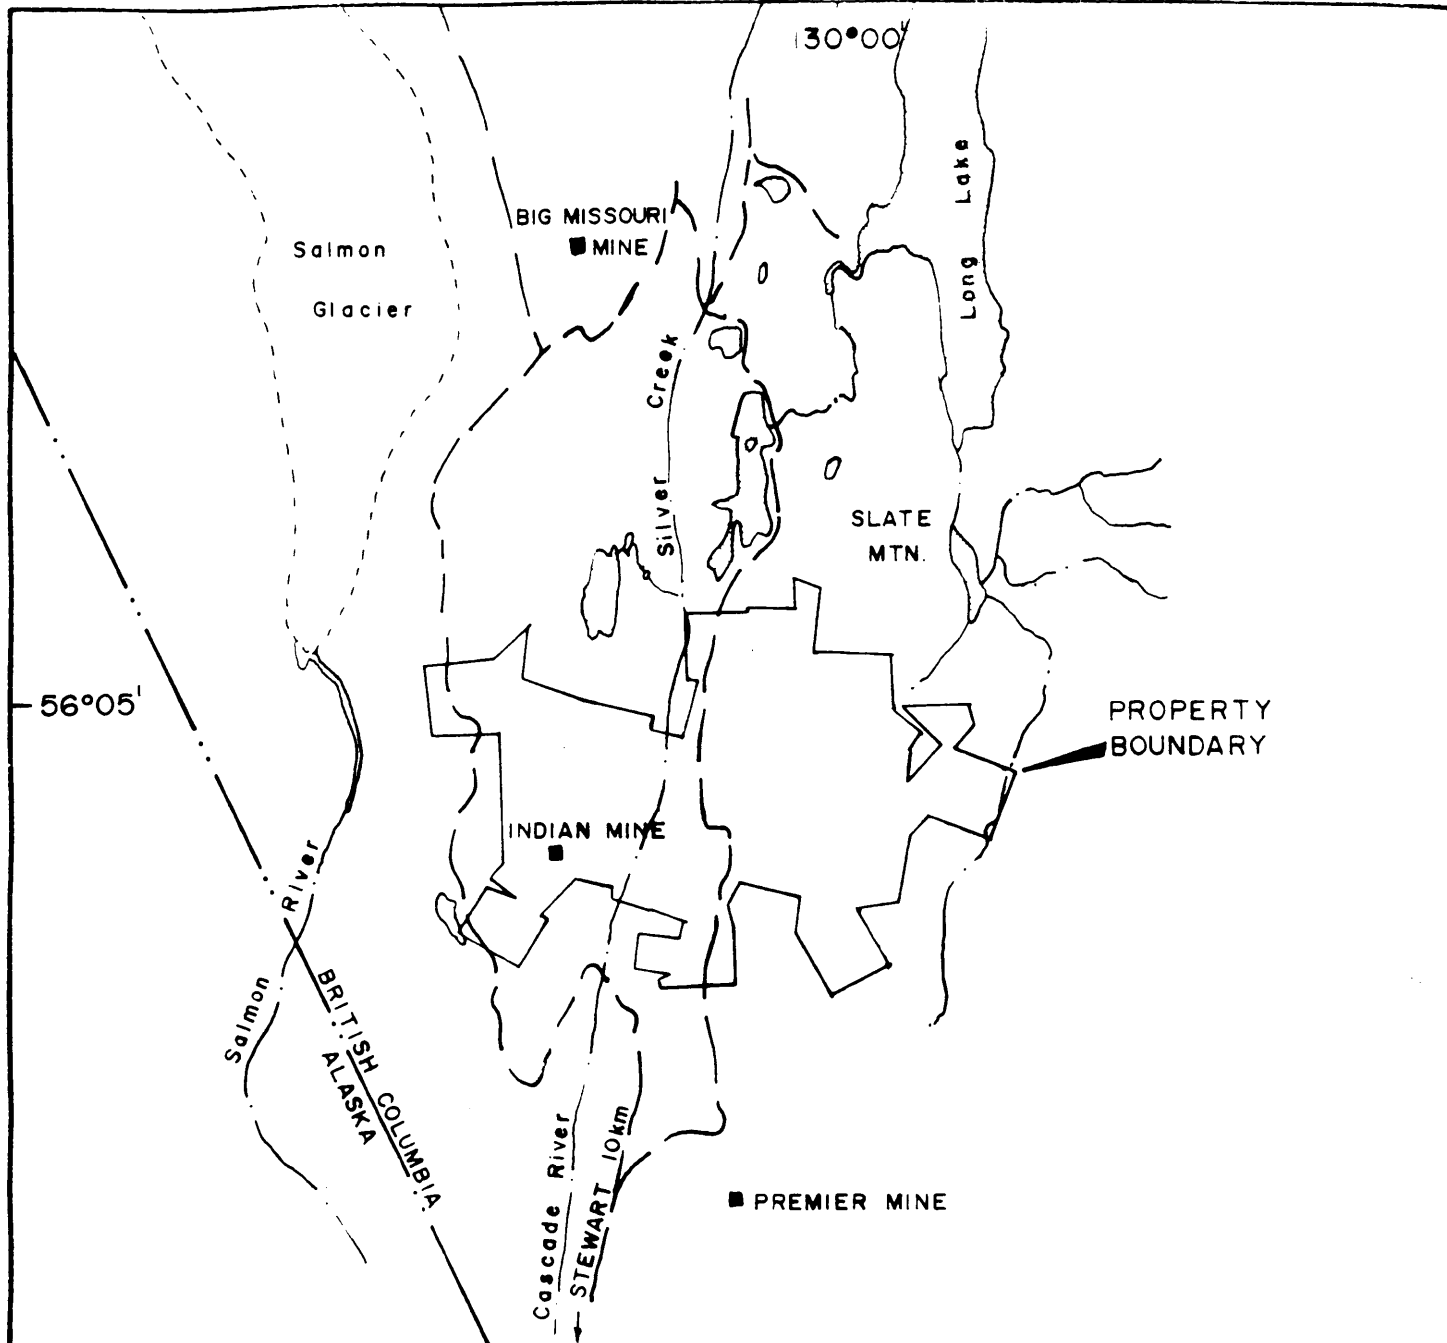 130°00'
Long Lake
BIG MISSOURI
MINE
Salmon
Glacier
Silver Creek
SLATE
MTN.
56°05'
PROPERTY
BOUNDARY
INDIAN MINE
Salmon River
BRITISH COLUMBIA
ALASKA
Cascade River
STEWART 10km
PREMIER MINE